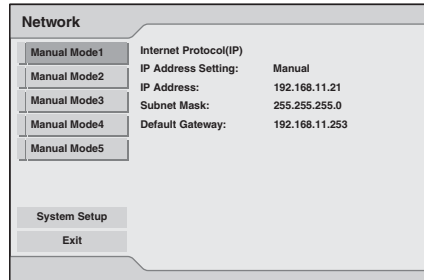 Network
Manual Mode1
Manual Mode2
Manual Mode3
Manual Mode4
Manual Mode5
System Setup
Exit
Internet Protocol(IP)
IP Address Setting: Manual
IP Address: 192.168.11.21
Subnet Mask: 255.255.255.0
Default Gateway: 192.168.11.253